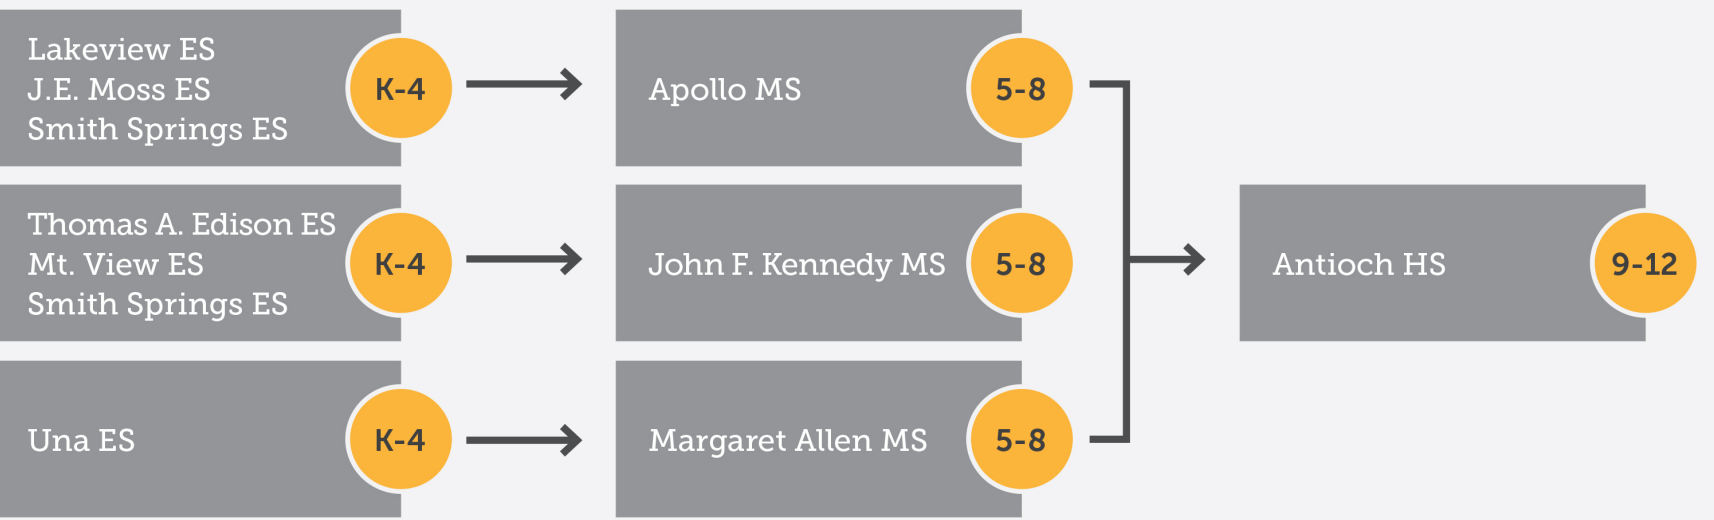 Lakeview ES
J.E. Moss ES
Smith Springs ES
K-4
Apollo MS
5-8
Thomas A. Edison ES
Mt. View ES
Smith Springs ES
K-4
John F. Kennedy MS
5-8
Antioch HS
9-12
Una ES
K-4
Margaret Allen MS
5-8